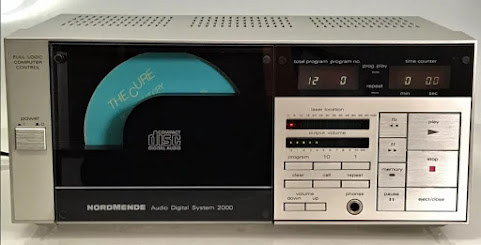 FULL LOGIC
COMPUTER
CONTROL
power
THE CURE
COMPACT
disc
DIGITAL AUDIO
NORDMENDE Audio Digital System 2000
total program program no.
prog play
time counter
12 0
repeat
0 00
min sec
laser location
output volume
program 10 1
clear call repeat
volume
down up
phones
play
stop
memory
pause
eject/close